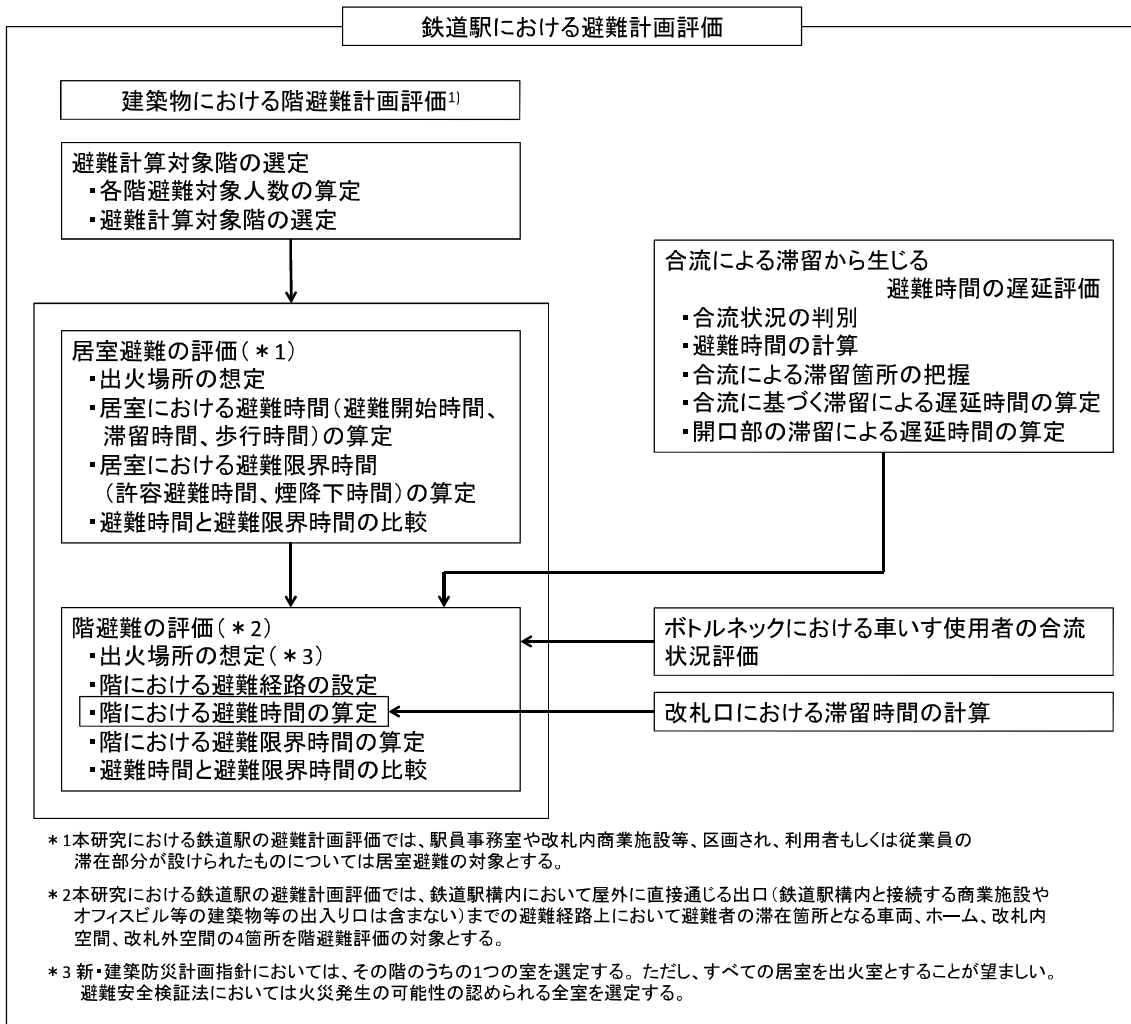 鉄道駅における避難計画評価
建築物における階避難計画評価1)
避難計算対象階の選定
・各階避難対象人数の算定
・避難計算対象階の選定
居室避難の評価(＊1)
・出火場所の想定
・居室における避難時間(避難開始時間、
滞留時間、歩行時間)の算定
・居室における避難限界時間
(許容避難時間、煙降下時間)の算定
・避難時間と避難限界時間の比較
合流による滞留から生じる
避難時間の遅延評価
・合流状況の判別
・避難時間の計算
・合流による滞留箇所の把握
・合流に基づく滞留による遅延時間の算定
・開口部の滞留による遅延時間の算定
階避難の評価(＊2)
・出火場所の想定(＊3)
・階における避難経路の設定
・階における避難時間の算定
・階における避難限界時間の算定
・避難時間と避難限界時間の比較
ボトルネックにおける車いす使用者の合流
状況評価
改札口における滞留時間の計算
＊1本研究における鉄道駅の避難計画評価では、駅員事務室や改札内商業施設等、区画され、利用者もしくは従業員の
滞在部分が設けられたものについては居室避難の対象とする。
＊2本研究における鉄道駅の避難計画評価では、鉄道駅構内において屋外に直接通じる出口(鉄道駅構内と接続する商業施設や
オフィスビル等の建築物等の出入り口は含まない)までの避難経路上において避難者の滞在箇所となる車両、ホーム、改札内
空間、改札外空間の4箇所を階避難評価の対象とする。
＊3 新・建築防災計画指針においては、その階のうちの1つの室を選定する。ただし、すべての居室を出火室とすることが望ましい。
避難安全検証法においては火災発生の可能性の認められる全室を選定する。